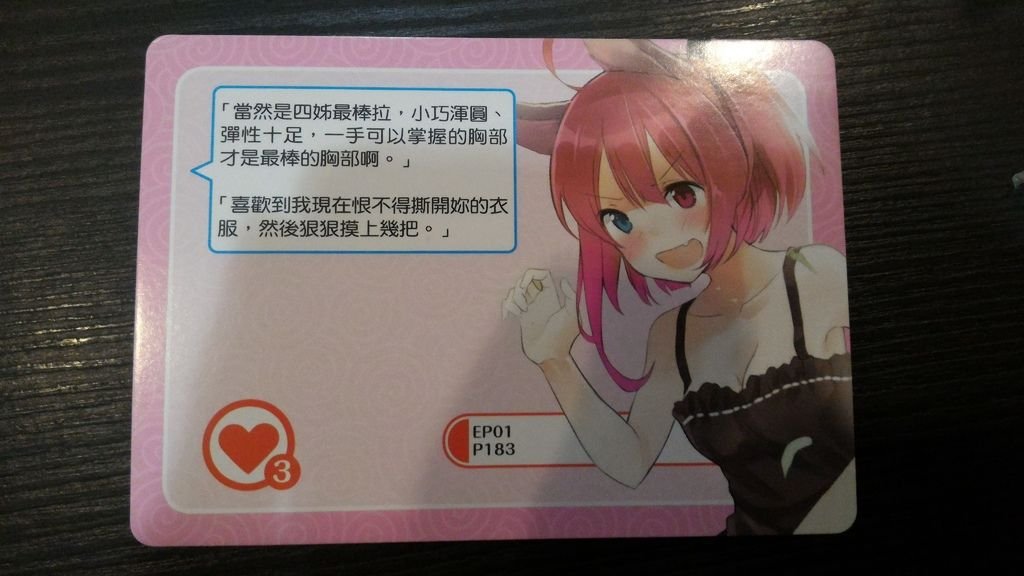 「當然是四姊最棒拉，小巧渾圓、
彈性十足，一手可以掌握的胸部
才是最棒的胸部啊。」
「喜歡到我現在恨不得撕開妳的衣
服，然後狠狠摸上幾把。」
3
EP01
P183